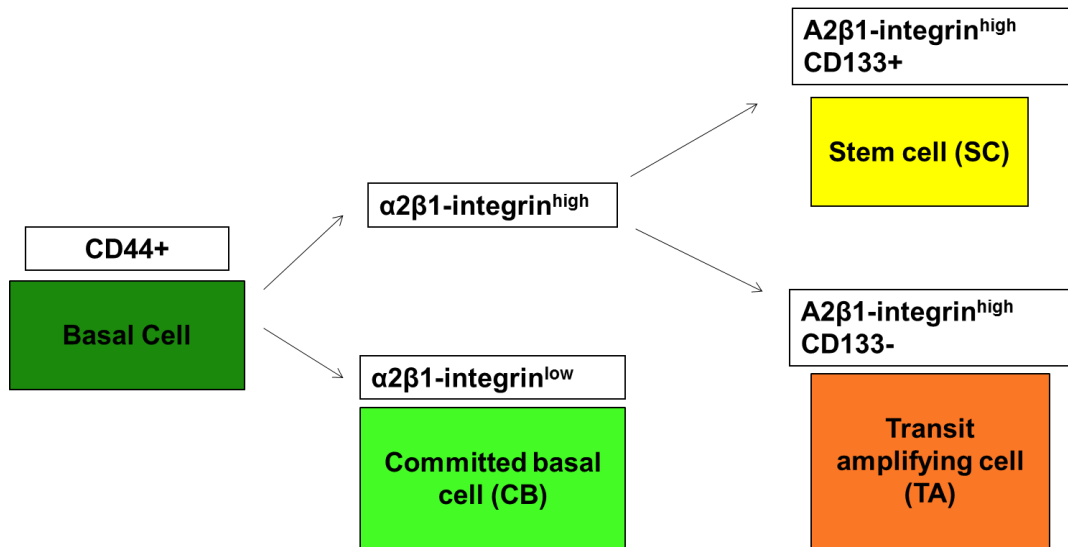 CD44+
Basal Cell
α2β1-integrinhigh
α2β1-integrinlow
Committed basal
cell (CB)
A2β1-integrinhigh
CD133+
Stem cell (SC)
A2β1-integrinhigh
CD133-
Transit
amplifying cell
(TA)